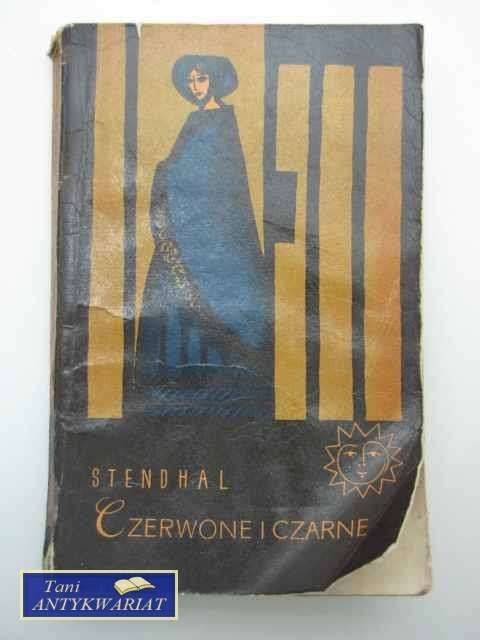 STENDHAL
CZERWONE I CZARNE
Tani
ANTYKWARIAT